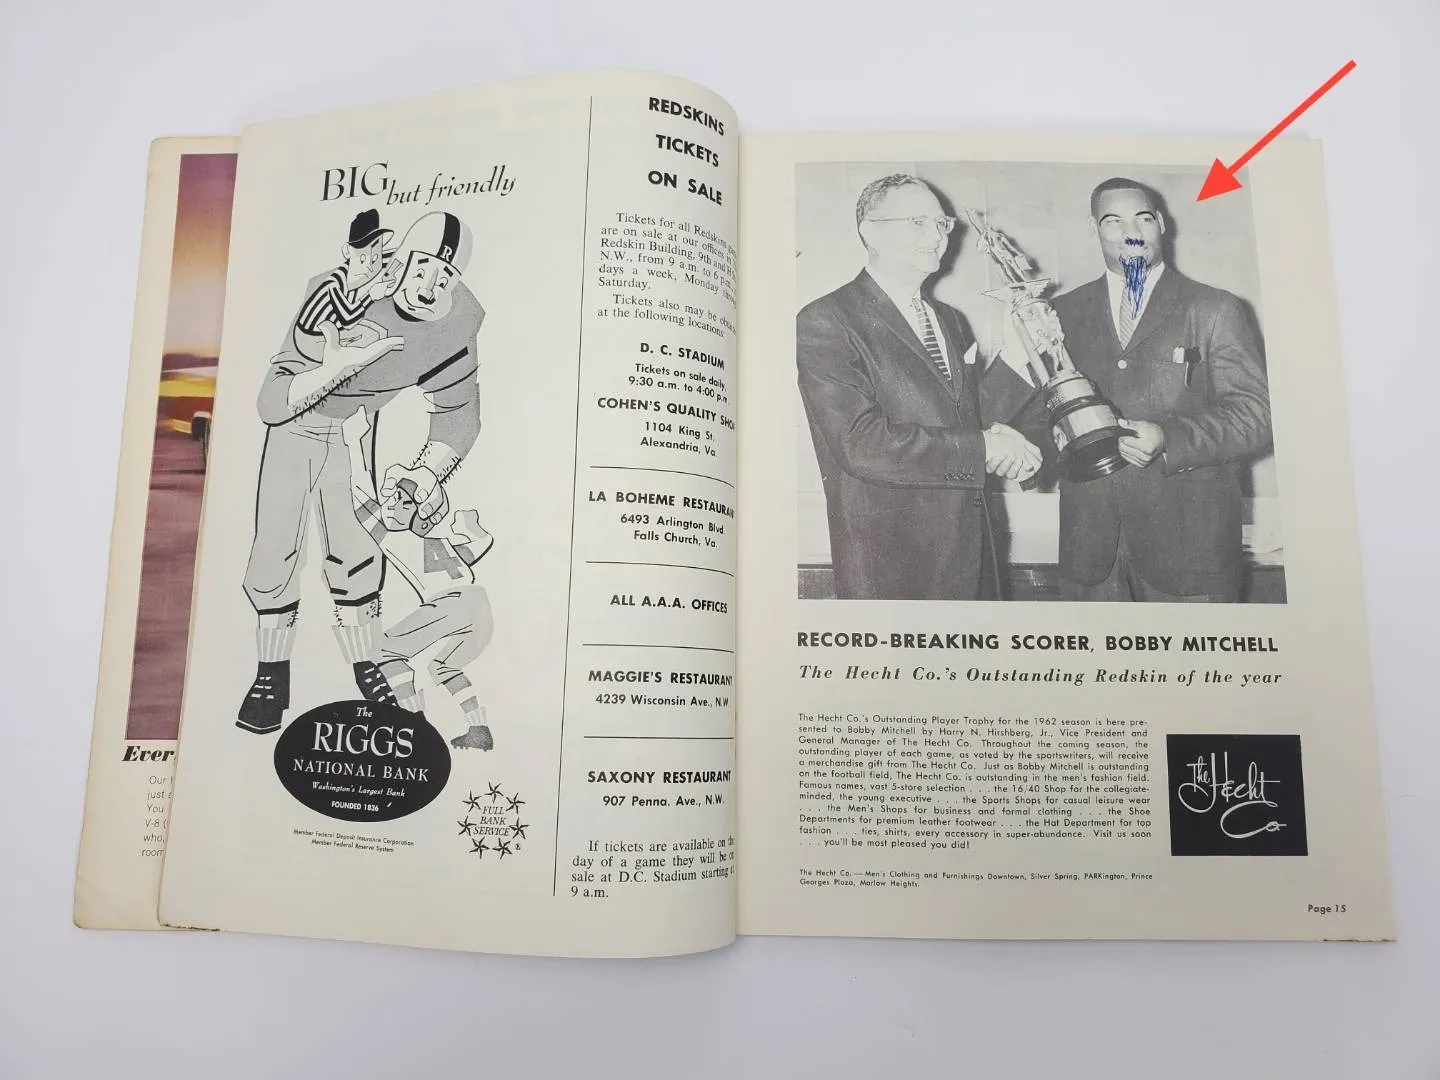 BIG but friendly
R
4
The
RIGGS
NATIONAL BANK
Washington's Largest Bank
FOUNDED 1836
FULL
BANK
SERVICE
Member Federal Deposit Insurance Corporation
Member Federal Reserve System
REDSKINS
TICKETS
ON SALE
Tickets for all Redskins
are on sale at our offices in
Redskin Building, 9th and H
N.W., from 9 a.m. to 6 p.m.
days a week, Monday
Saturday.
Tickets also may be
at the following locations:
D. C. STADIUM
Tickets on sale daily,
9:30 a.m. to 4:00 p.m.
COHEN'S QUALITY
1104 King St.
Alexandria, Va.
LA BOHEME RESTAURAN
6493 Arlington Blvd.
Falls Church, Va.
ALL A.A.A. OFFICES
MAGGIE'S RESTAURANT
4239 Wisconsin Ave., N.W.
SAXONY RESTAURANT
907 Penna. Ave., N.W.
If tickets are available on
day of a game they will be
sale at D.C. Stadium starting
9 a.m.
Ever
Our
just
You
V-8
who,
room
RECORD-BREAKING SCORER, BOBBY MITCHELL
The Hecht Co.'s Outstanding Redskin of the year
The Hecht Co.'s Outstanding Player Trophy for the 1962 season is here pre-
sented to Bobby Mitchell by Harry N. Hirshberg, Jr., Vice President and
General Manager of The Hecht Co. Throughout the coming season, the
outstanding player of each game, as voted by the sportswriters, will receive
a merchandise gift from The Hecht Co. Just as Bobby Mitchell is outstanding
on the football field, The Hecht Co. is outstanding in the men's fashion field.
Famous names, vast 5-store selection . . . the 16/40 Shop for the collegiate-
minded, the young executive . . . the Sports Shops for casual leisure wear
. . . . the Men's Shops for business and formal clothing . . . . the Shoe
Departments for premium leather footwear . . . the Hat Department for top
fashion . . . ties, shirts, every accessory in super-abundance. Visit us soon
. . . you'll be most pleased you did!
The Hecht Co
The Hecht Co.—Men's Clothing and Furnishings Downtown, Silver Spring, PARKington, Prince
Georges Plaza, Marlow Heights.
Page 15